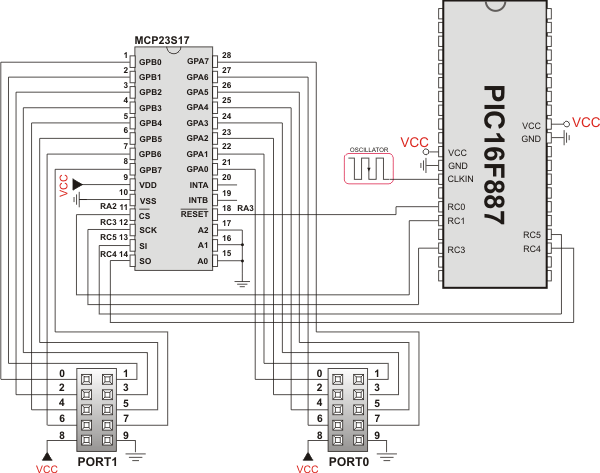 MCP23S17
1 GPB0 GPA7 28
2 GPB1 GPA6 27
3 GPB2 GPA5 26
4 GPB3 GPA4 25
5 GPB4 GPA3 24
6 GPB5 GPA2 23
7 GPB6 GPA1 22
8 GPB7 GPA0 21
VCC 9 VDD INTA 20
10 VSS INTB 19
RA2 11 CS RESET 18 RA3
RC3 12 SCK A2 17
RC5 13 SI A1 16
RC4 14 SO A0 15
PIC16F887
OSCILLATOR
VCC VCC
GND
CLKIN
RC0
RC1
RC3
VCC VCC
GND
RC5
RC4
0 1
2 3
4 5
6 7
8 9
VCC
PORT1
0 1
2 3
4 5
6 7
8 9
VCC
PORT0